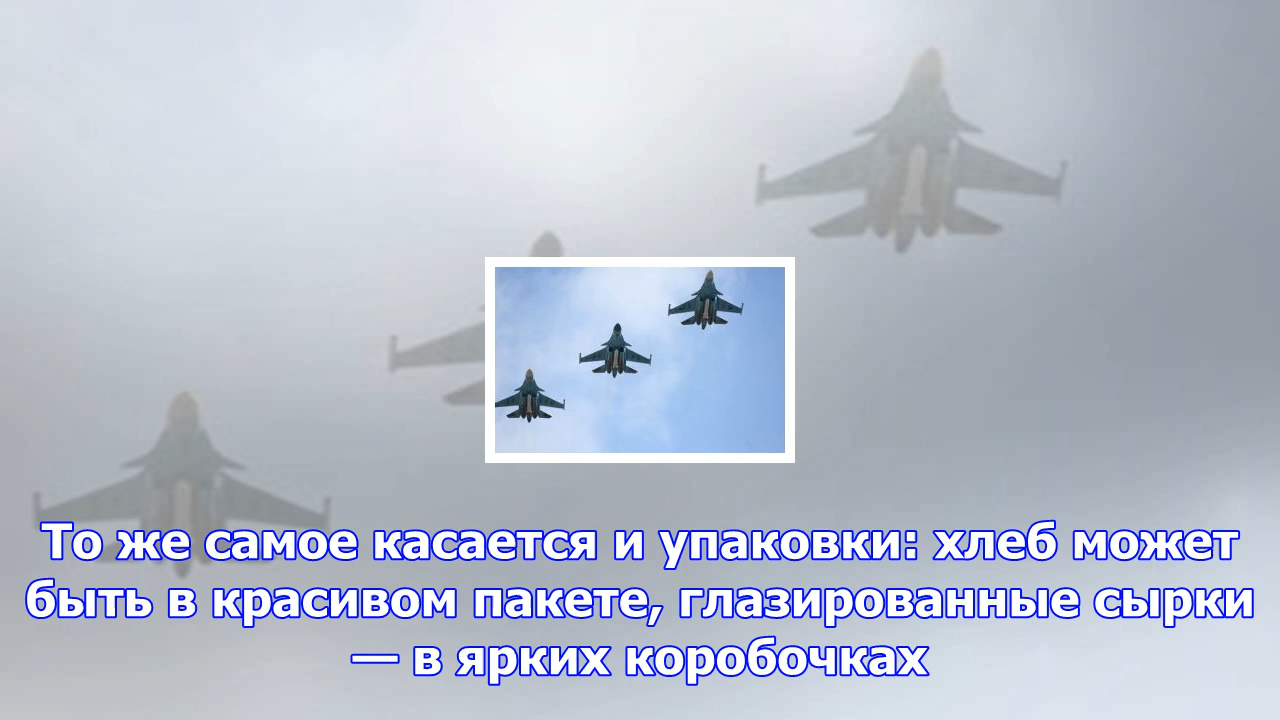 То же самое касается и упаковки: хлеб может
быть в красивом пакете, глазированные сырки
— в ярких коробочках